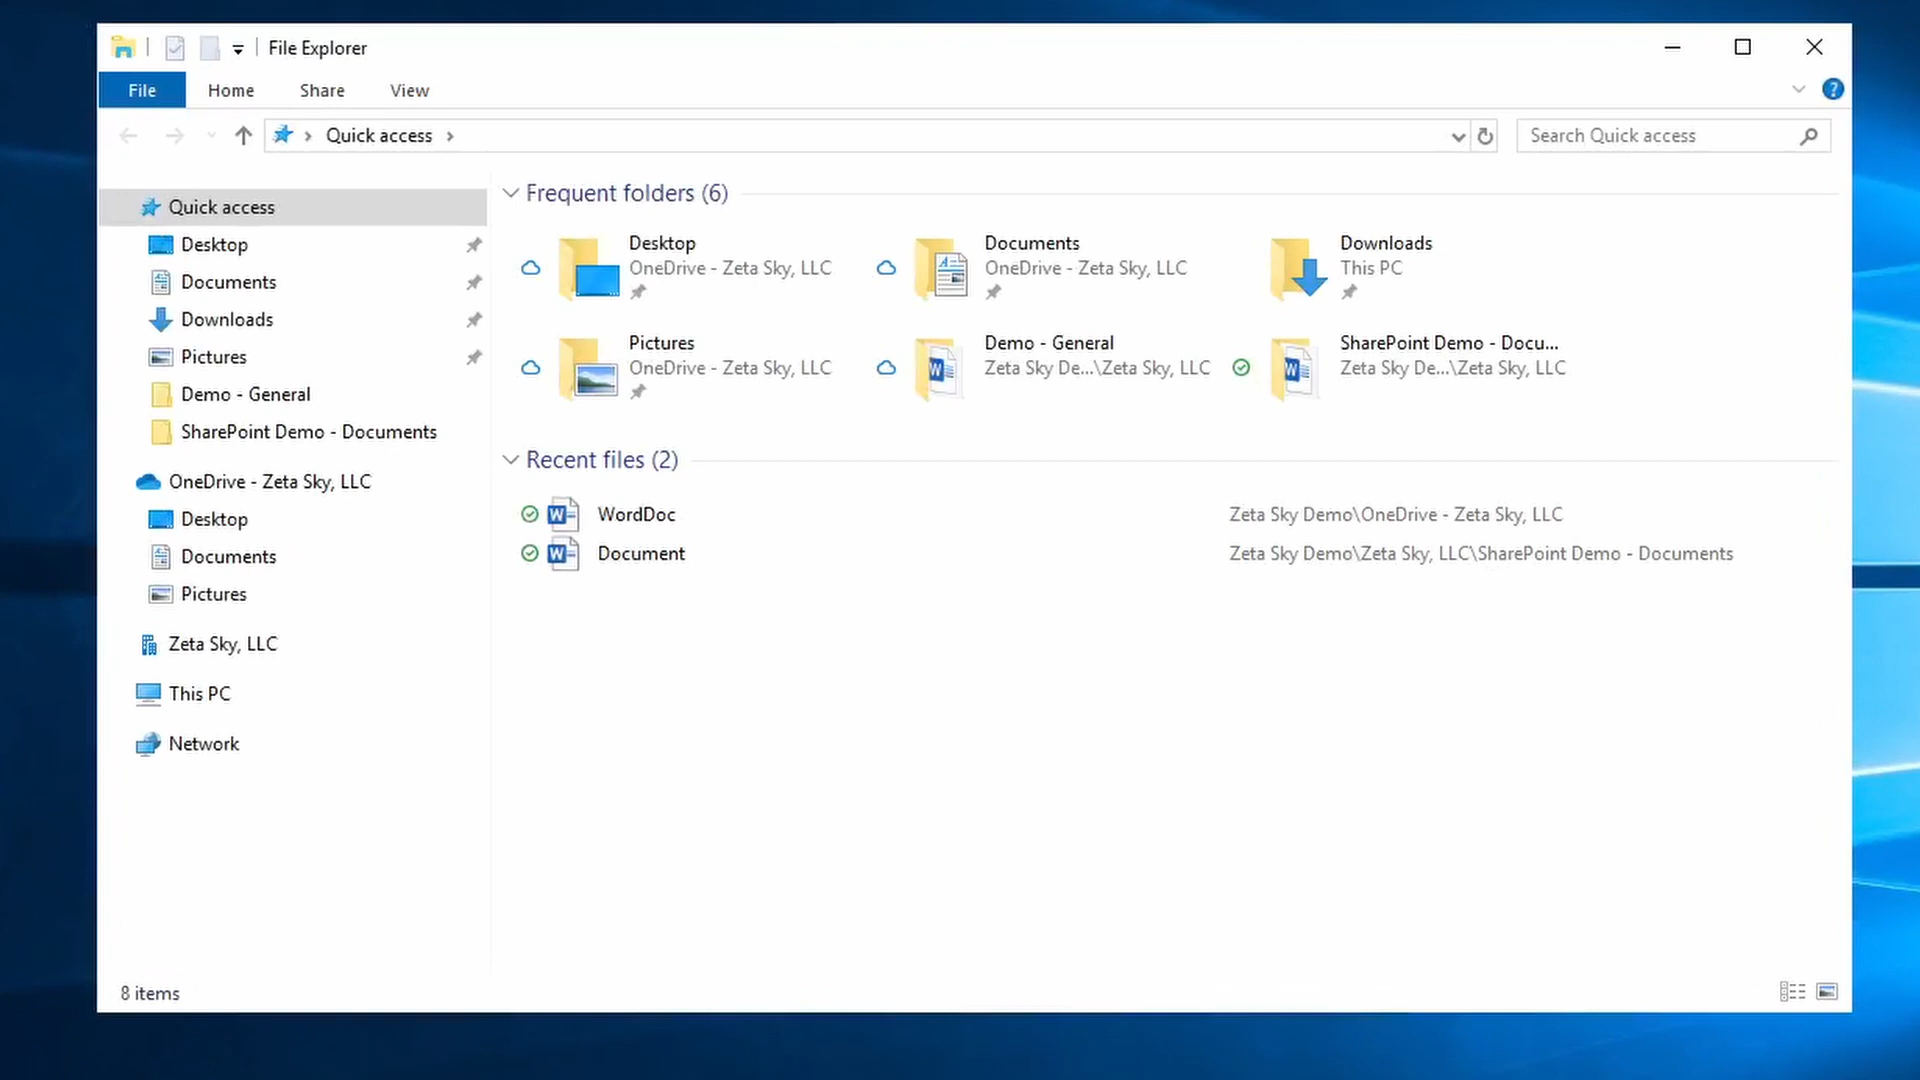 File Explorer
File Home Share View
?
Quick access
Search Quick access
Quick access
Desktop
Documents
Downloads
Pictures
Demo - General
SharePoint Demo - Documents
OneDrive - Zeta Sky, LLC
Desktop
Documents
Pictures
Zeta Sky, LLC
This PC
Network
Frequent folders (6)
Desktop
OneDrive - Zeta Sky, LLC
Documents
OneDrive - Zeta Sky, LLC
Downloads
This PC
Pictures
OneDrive - Zeta Sky, LLC
Demo - General
Zeta Sky De...\Zeta Sky, LLC
SharePoint Demo - Docu...
Zeta Sky De...\Zeta Sky, LLC
Recent files (2)
WordDoc Zeta Sky Demo\OneDrive - Zeta Sky, LLC
Document Zeta Sky Demo\Zeta Sky, LLC\SharePoint Demo - Documents
8 items